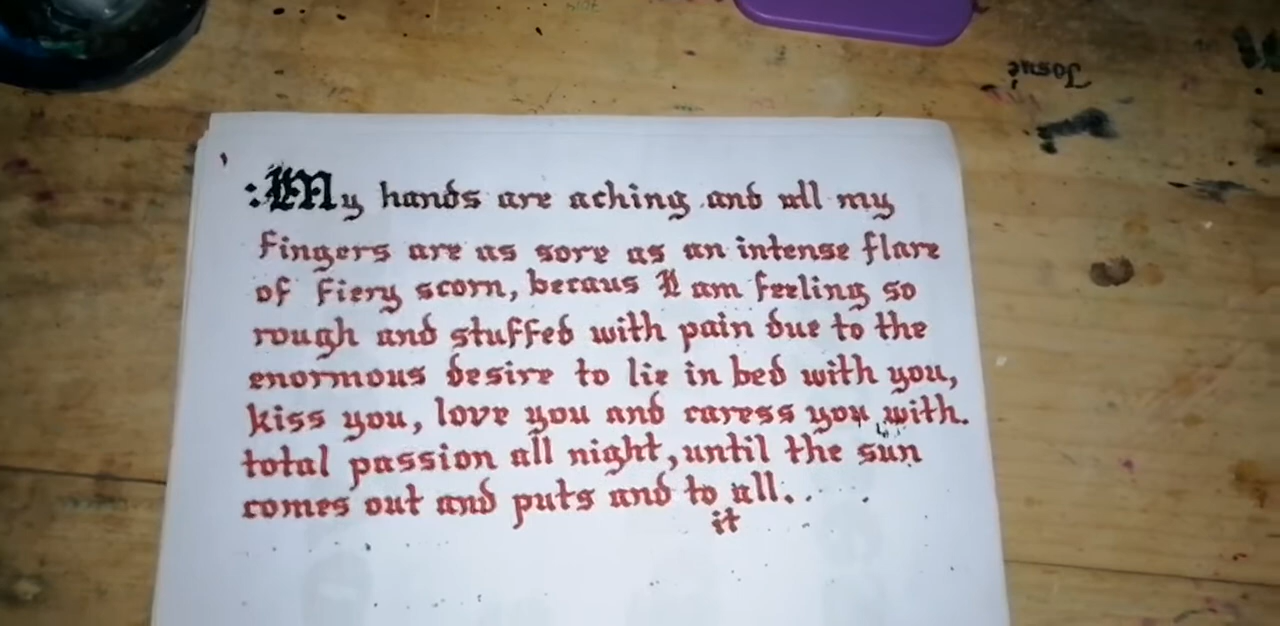 :My hands are aching and all my
fingers are as sore as an intense flare
of fiery scorn, becaus I am feeling so
rough and stuffed with pain due to the
enormous desire to lie in bed with you,
kiss you, love you and caress you with.
total passion all night, until the sun
comes out and puts and to all...
it
Josué